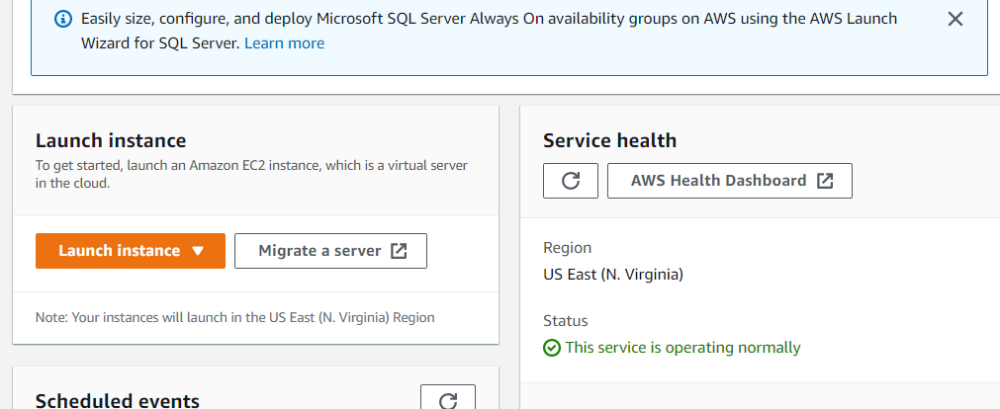 Easily size, configure, and deploy Microsoft SQL Server Always On availability groups on AWS using the AWS Launch
Wizard for SQL Server. Learn more
Launch instance
To get started, launch an Amazon EC2 instance, which is a virtual server
in the cloud.
Launch instance
Migrate a server
Note: Your instances will launch in the US East (N. Virginia) Region
Scheduled events
Service health
AWS Health Dashboard
Region
US East (N. Virginia)
Status
This service is operating normally